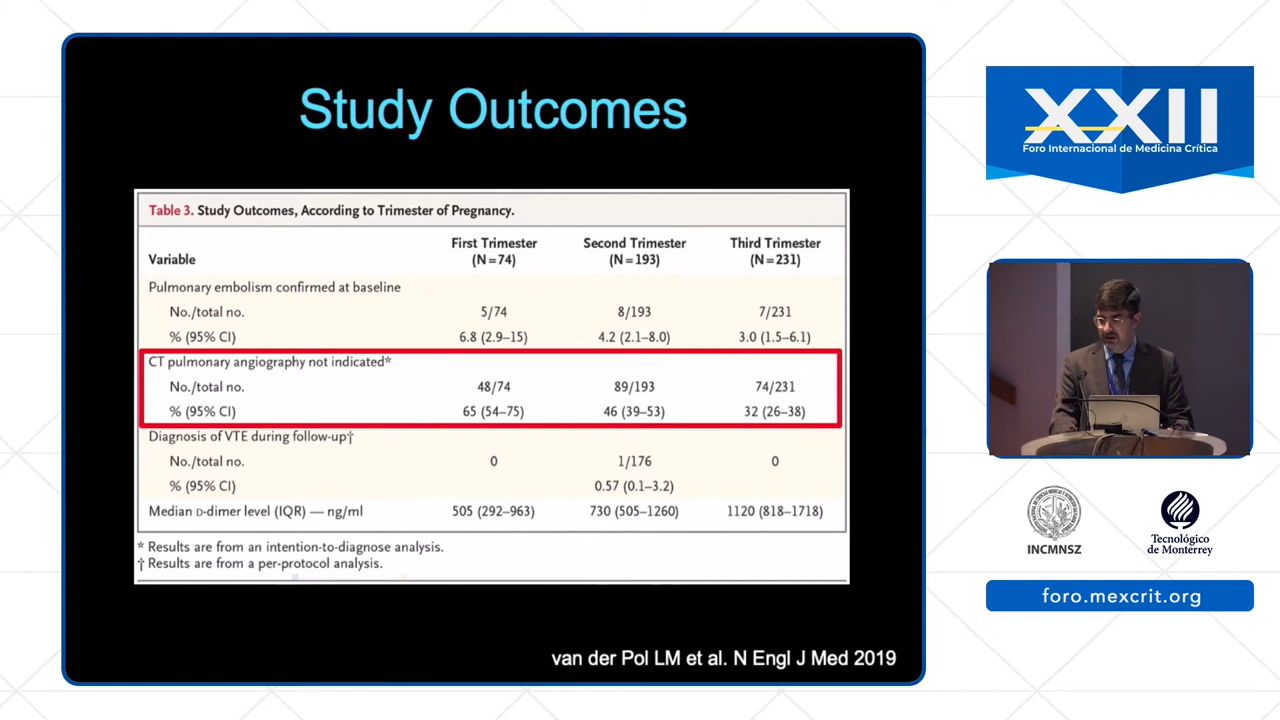 Study Outcomes
Table 3. Study Outcomes, According to Trimester of Pregnancy.
Variable First Trimester (N=74) Second Trimester (N=193) Third Trimester (N=231)
Pulmonary embolism confirmed at baseline
No./total no. 5/74 8/193 7/231
% (95% CI) 6.8 (2.9–15) 4.2 (2.1–8.0) 3.0 (1.5–6.1)
CT pulmonary angiography not indicated*
No./total no. 48/74 89/193 74/231
% (95% CI) 65 (54–75) 46 (39–53) 32 (26–38)
Diagnosis of VTE during follow-up†
No./total no. 0 1/176 0
% (95% CI) 0.57 (0.1–3.2)
Median D-dimer level (IQR) — ng/ml 505 (292–963) 730 (505–1260) 1120 (818–1718)
* Results are from an intention-to-diagnose analysis.
† Results are from a per-protocol analysis.
van der Pol LM et al. N Engl J Med 2019
XXII
Foro Internacional de Medicina Crítica
INCMNSZ
Tecnológico
de Monterrey
foro.mexcrit.org